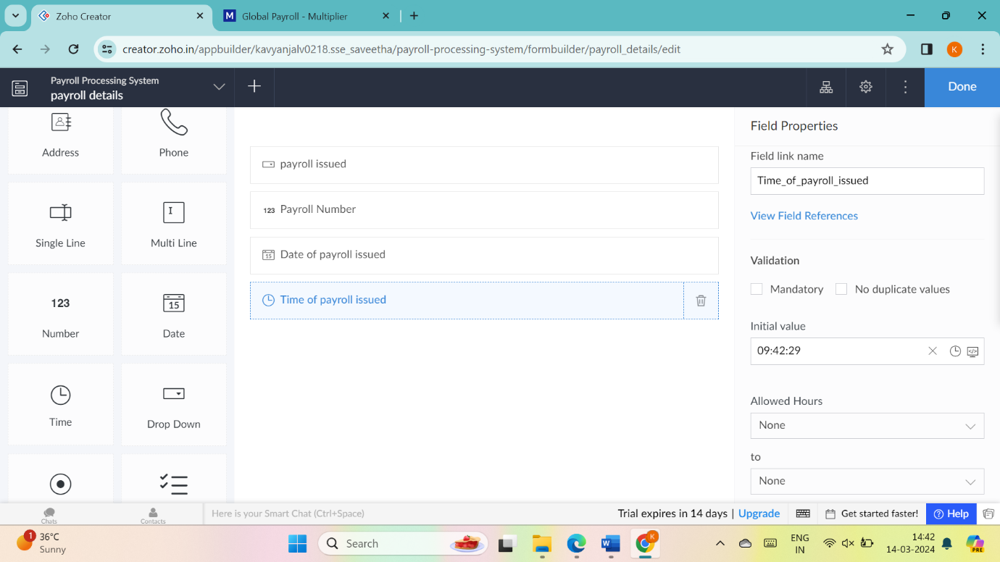 Zoho Creator
M Global Payroll - Multiplier
creator.zoho.in/appbuilder/kavyanjalv0218.sse_saveetha/payroll-processing-system/formbuilder/payroll_details/edit
K
Payroll Processing System
payroll details
Done
Address
Phone
Single Line
Multi Line
123
Number
15
Date
Time
Drop Down
payroll issued
123 Payroll Number
15 Date of payroll issued
Time of payroll issued
Field Properties
Field link name
Time_of_payroll_issued
View Field References
Validation
Mandatory
No duplicate values
Initial value
09:42:29
Allowed Hours
None
to
None
Chats
Contacts
Here is your Smart Chat (Ctrl+Space)
Trial expires in 14 days | Upgrade
Get started faster!
Help
1
36°C
Sunny
Search
W
K
ENG
IN
14:42
14-03-2024
PRE